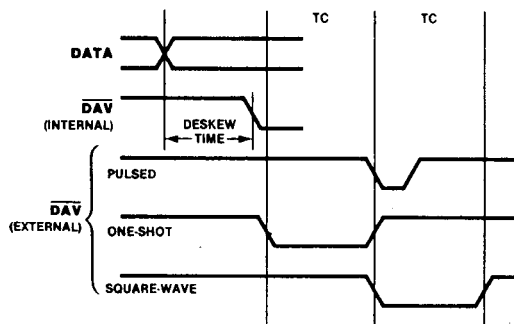 TC TC
DATA
DAV
(INTERNAL)
DESKEW
TIME
PULSED
DAV
(EXTERNAL)
ONE-SHOT
SQUARE-WAVE